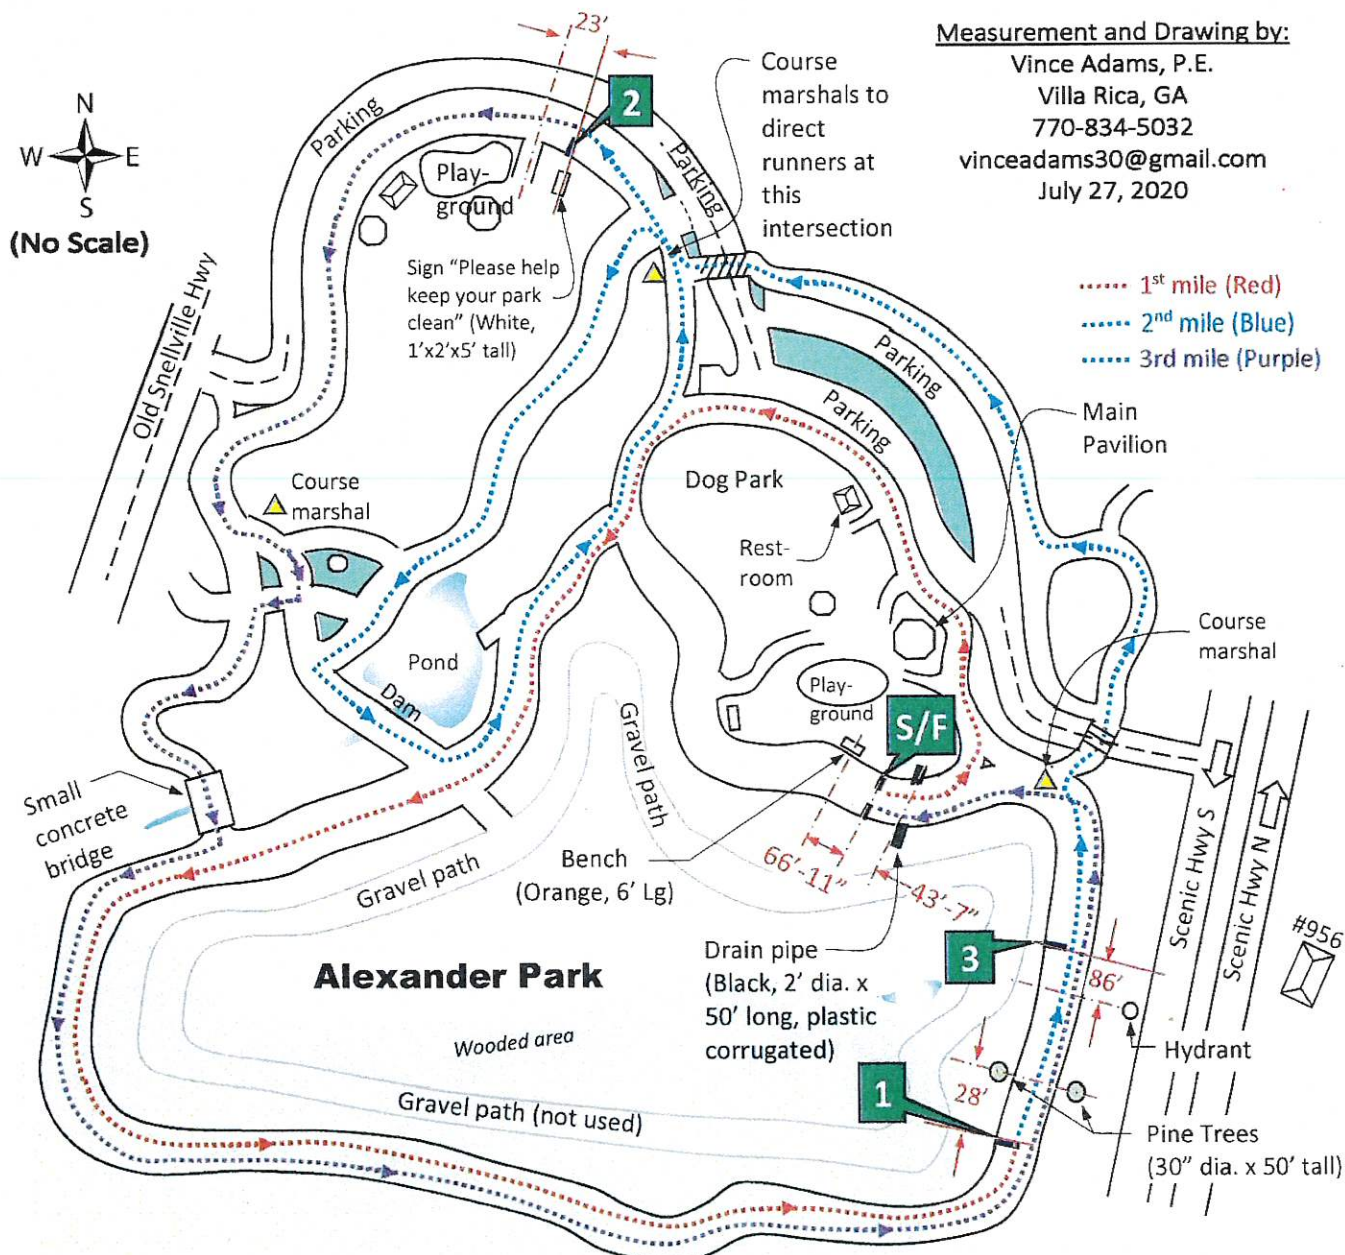 Measurement and Drawing by:
Vince Adams, P.E.
Villa Rica, GA
770-834-5032
vinceadams30@gmail.com
July 27, 2020
23'
2
Course
marshals to
direct
runners at
this
intersection
N
W E
S
(No Scale)
Parking
Parking
Parking
Play-
ground
Sign "Please help
keep your park
clean" (White,
1'x2'x5' tall)
Old Snellville Hwy
1st mile (Red)
2nd mile (Blue)
3rd mile (Purple)
Parking
Parking
Main
Pavilion
Course
marshal
Dog Park
Rest-
room
Course
marshal
Pond
Dam
Play-
ground
S/F
Gravel path
Small
concrete
bridge
Gravel path
Bench
(Orange, 6' Lg)
66'-11"
43'-7"
Scenic Hwy S
Scenic Hwy N
#956
Drain pipe
(Black, 2' dia. x
50' long, plastic
corrugated)
3
86'
Hydrant
Alexander Park
Wooded area
Gravel path (not used)
1
28'
Pine Trees
(30" dia. x 50' tall)